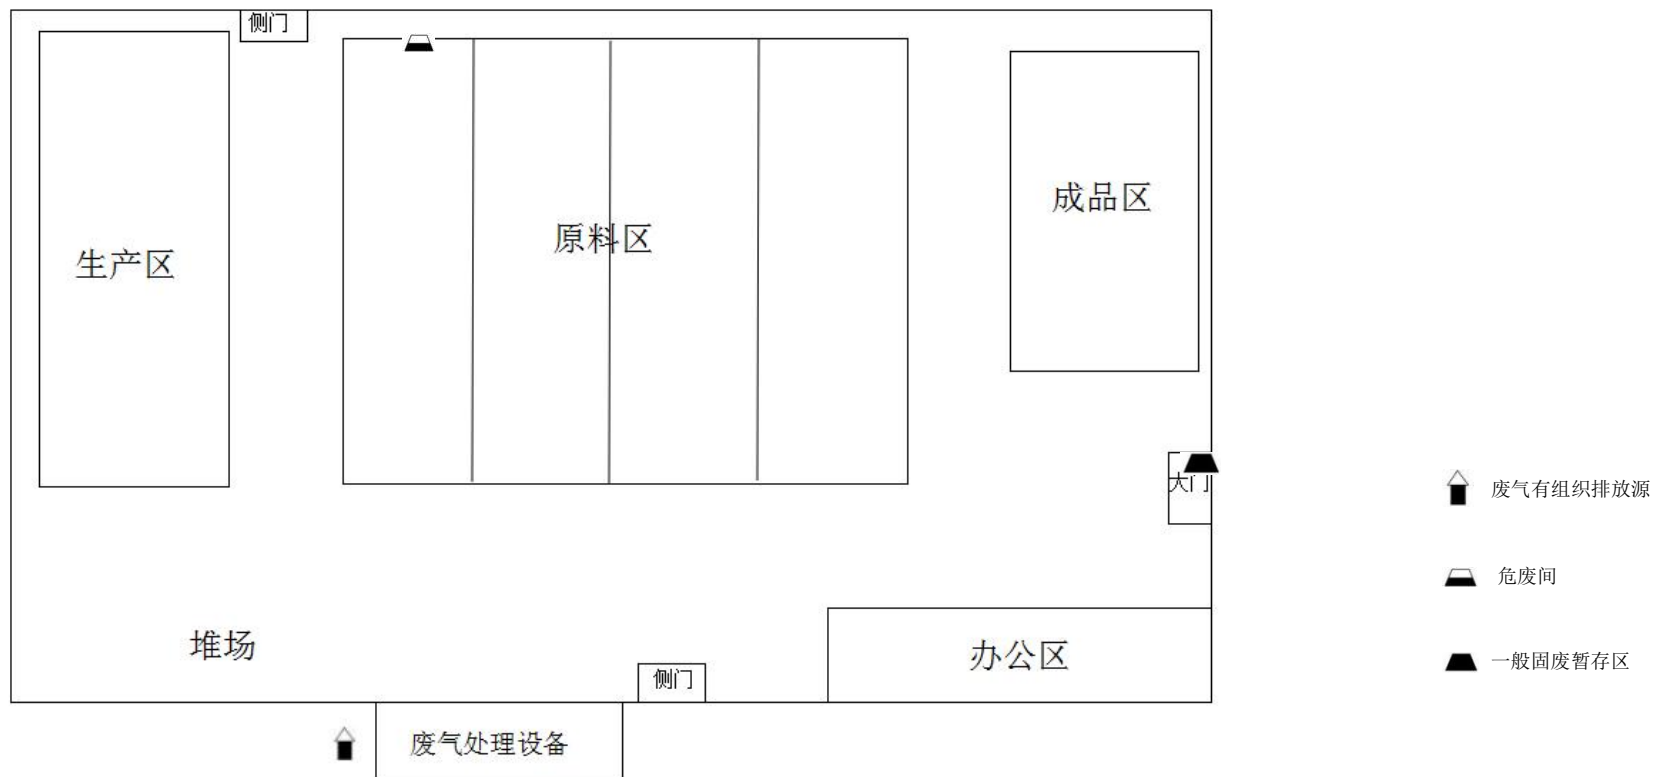 侧门
成品区
原料区
生产区
大门
废气有组织排放源
危废间
堆场
办公区
一般固废暂存区
侧门
废气处理设备